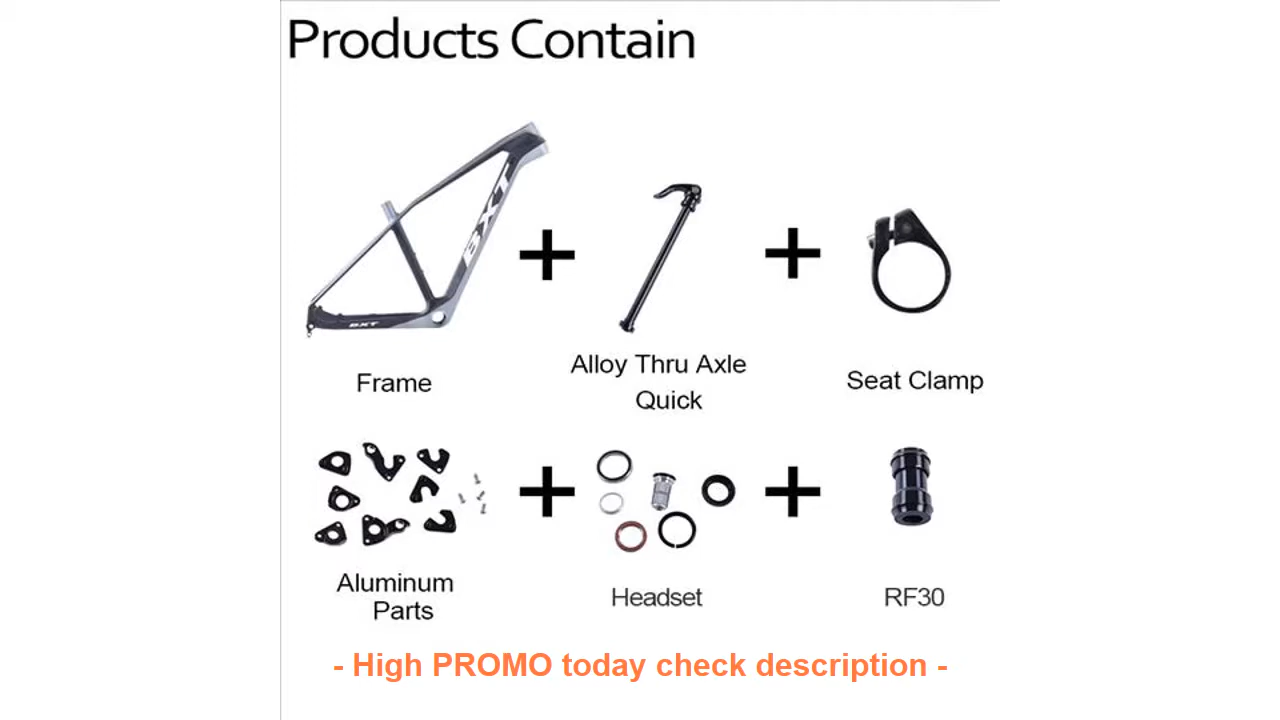 Products Contain
BXT
BXT
Frame
Alloy Thru Axle
Quick
Seat Clamp
Aluminum
Parts
Headset
RF30
- High PROMO today check description -